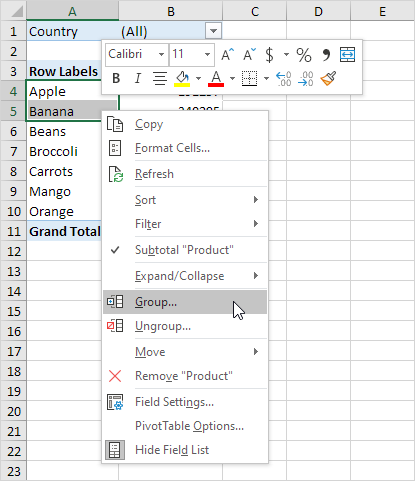 A B C D E
1 Country (All)
2 Calibri 11 A A $ % ,
3 Row Labels B I A .00 .0
4 Apple
5 Banana
6 Beans
7 Broccoli
8 Carrots
9 Mango
10 Orange
11 Grand Total
12
13
14
15
16
17
18
19
20
21
22
23
Copy
Format Cells...
Refresh
Sort
Filter
Subtotal "Product"
Expand/Collapse
Group...
Ungroup...
Move
Remove "Product"
Field Settings...
PivotTable Options...
Hide Field List